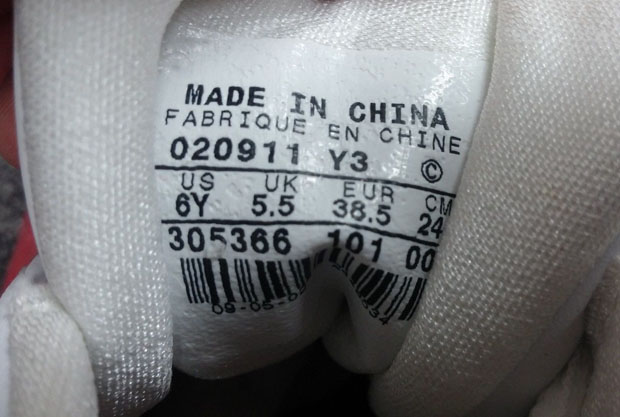 MADE IN CHINA
FABRIQUE EN CHINE
020911 Y3 ©
US UK EUR CM
6Y 5.5 38.5 24
305366 101 00